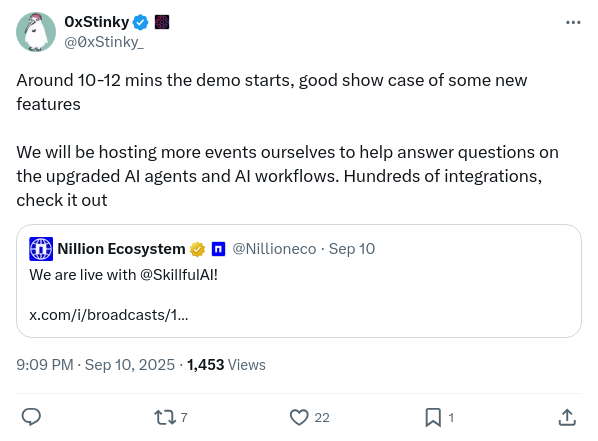 0xStinky
@0xStinky_
Around 10-12 mins the demo starts, good show case of some new
features
We will be hosting more events ourselves to help answer questions on
the upgraded AI agents and AI workflows. Hundreds of integrations,
check it out
Nillion Ecosystem @Nillioneco · Sep 10
We are live with @SkillfulAI!
x.com/i/broadcasts/1…
9:09 PM · Sep 10, 2025 · 1,453 Views
7 22 1